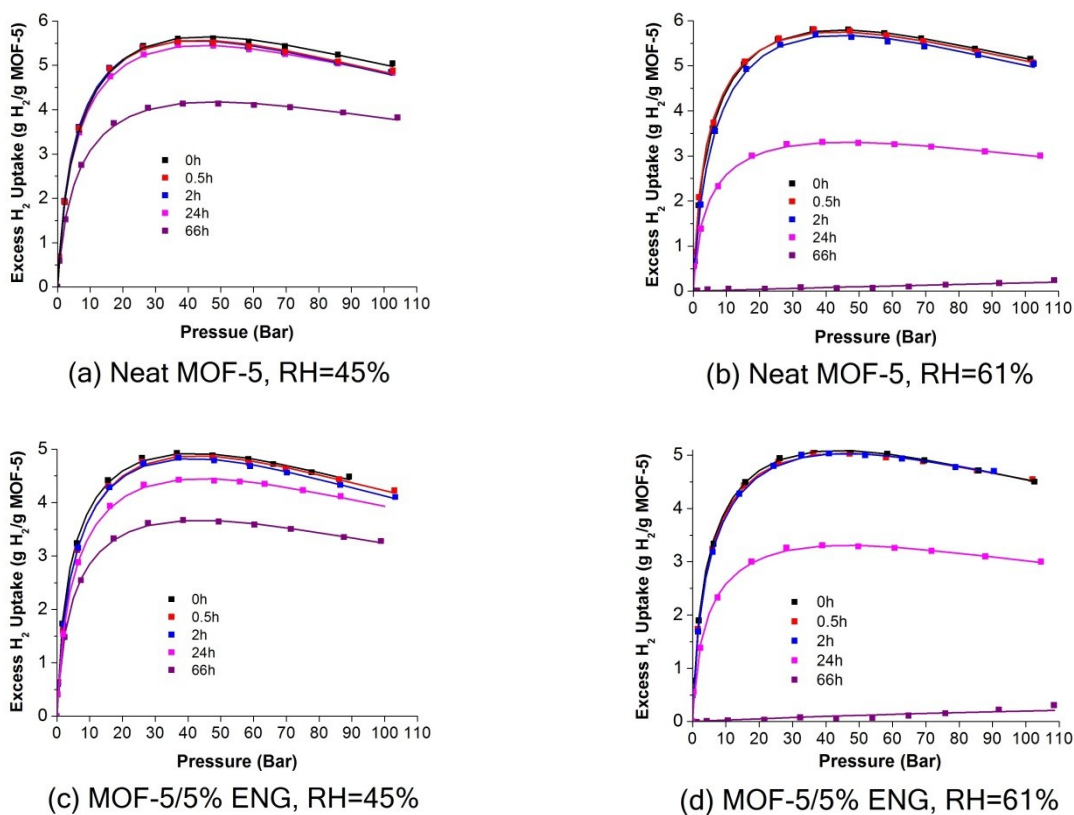 Excess H2 Uptake (g H2/g MOF-5)
6
5
4
3
2
1
0
0h
0.5h
2h
24h
66h
0 10 20 30 40 50 60 70 80 90 100 110
Pressue (Bar)
(a) Neat MOF-5, RH=45%
Excess H2 Uptake (g H2/g MOF-5)
6
5
4
3
2
1
0
0h
0.5h
2h
24h
66h
0 10 20 30 40 50 60 70 80 90 100 110
Pressure (Bar)
(b) Neat MOF-5, RH=61%
Excess H2 Uptake (g H2/g MOF-5)
5
4
3
2
1
0
0h
0.5h
2h
24h
66h
0 10 20 30 40 50 60 70 80 90 100 110
Pressure (Bar)
(c) MOF-5/5% ENG, RH=45%
Excess H2 Uptake (g H2/g MOF-5)
5
4
3
2
1
0
0h
0.5h
2h
24h
66h
0 10 20 30 40 50 60 70 80 90 100 110
Pressure (Bar)
(d) MOF-5/5% ENG, RH=61%